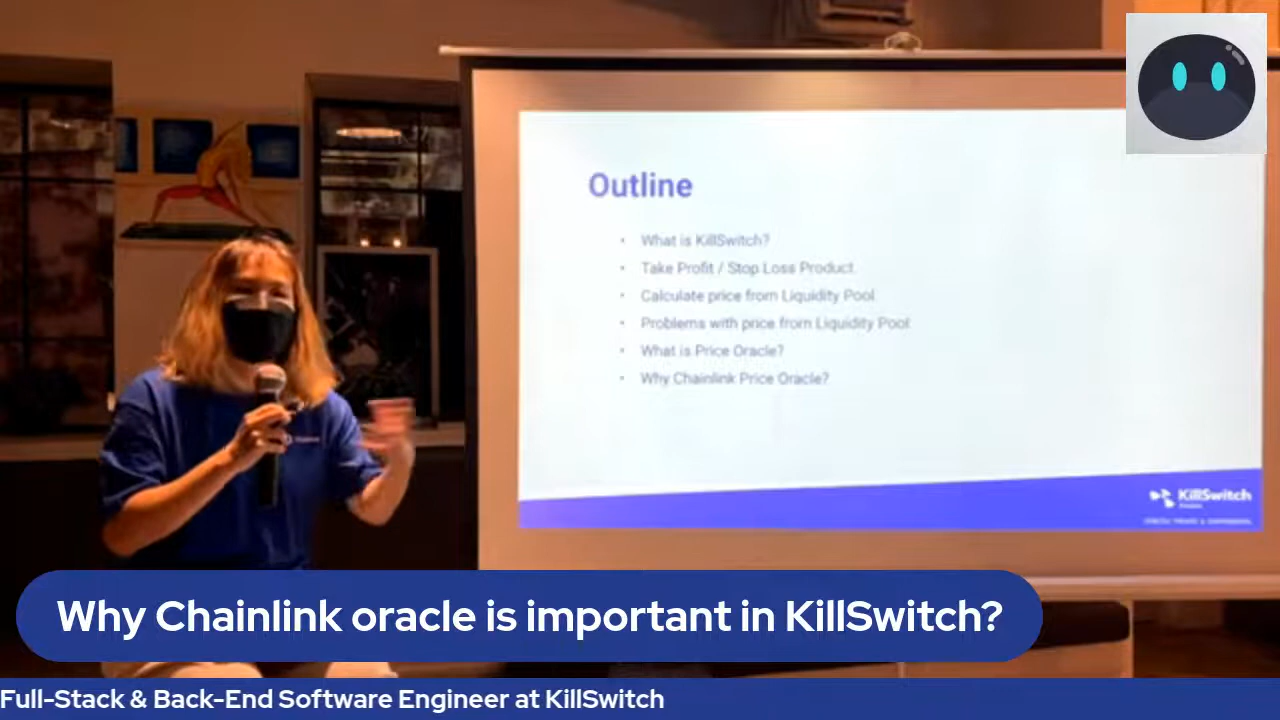 Outline
• What is KillSwitch?
• Take Profit / Stop Loss Product
• Calculate price from Liquidity Pool
• Problems with price from Liquidity Pool
• What is Price Oracle?
• Why Chainlink Price Oracle?
KillSwitch
Why Chainlink oracle is important in KillSwitch?
Full-Stack & Back-End Software Engineer at KillSwitch